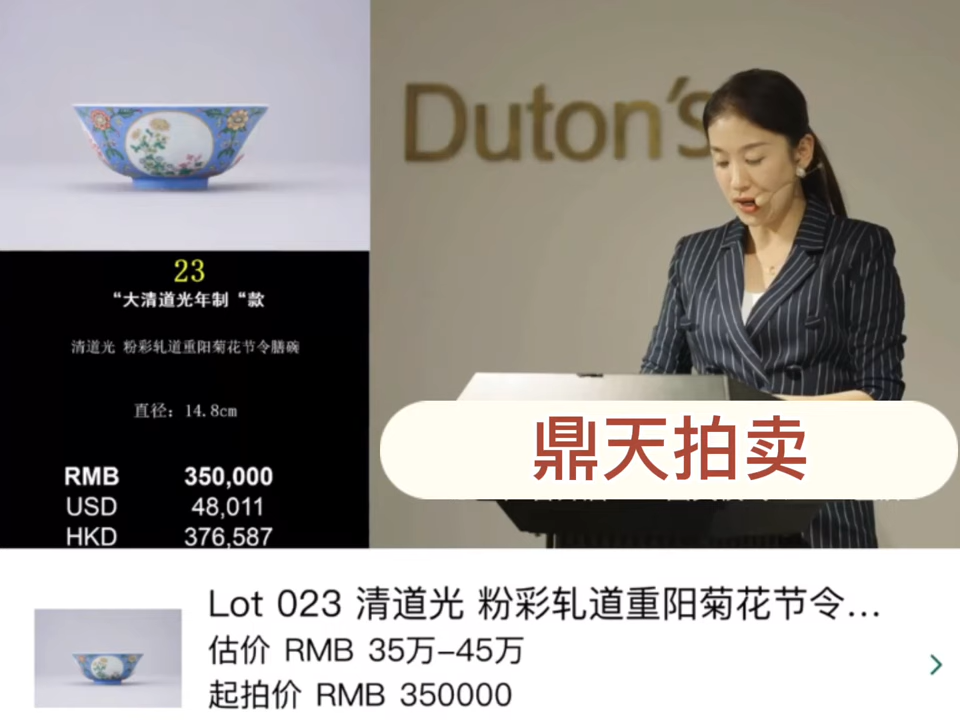 Duton's
23
“大清道光年制“款
清道光 粉彩轧道重阳菊花节令膳碗
直径：14.8cm
RMB 350,000
USD 48,011
HKD 376,587
鼎天拍卖
Lot 023 清道光 粉彩轧道重阳菊花节令...
估价 RMB 35万-45万
起拍价 RMB 350000